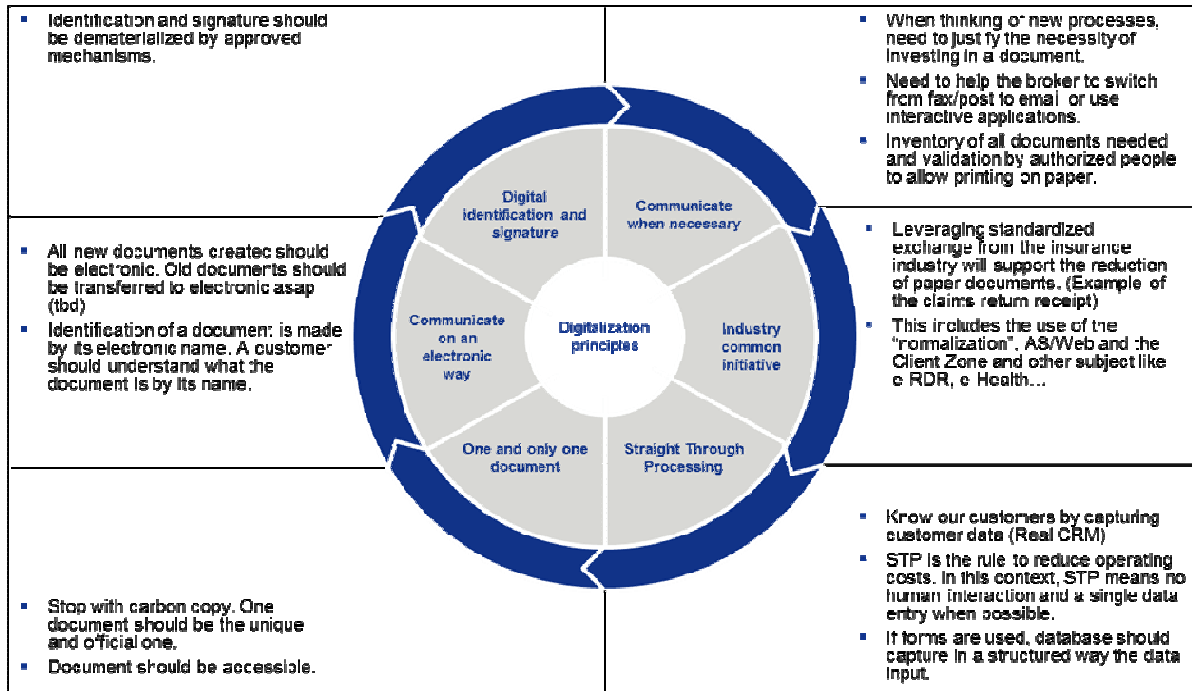 Identification and signature should
be dematerialized by approved
mechanisms.
When thinking of new processes,
need to justify the necessity of
investing in a document.
Need to help the broker to switch
from fax/post to email or use
interactive applications.
Inventory of all documents needed
and validation by authorized people
to allow printing on paper.
Digital
identification and
signature
Communicate
when necessary
All new documents created should
be electronic. Old documents should
be transferred to electronic asap
(tbd)
Identification of a document is made
by its electronic name. A customer
should understand what the
document is by its name.
Communicate
on an
electronic
way
Digitalization
principles
Industry
common
initiative
Leveraging standardized
exchange from the insurance
industry will support the reduction
of paper documents. (Example of
the claims return receipt)
This includes the use of the
"normalization", AS/Web and the
Client Zone and other subject like
e-RDR, e-Health…
One and only one
document
Straight Through
Processing
Stop with carbon copy. One
document should be the unique
and official one.
Document should be accessible.
Know our customers by capturing
customer data (Real CRM)
STP is the rule to reduce operating
costs. In this context, STP means no
human interaction and a single data
entry when possible.
If forms are used, database should
capture in a structured way the data
input.